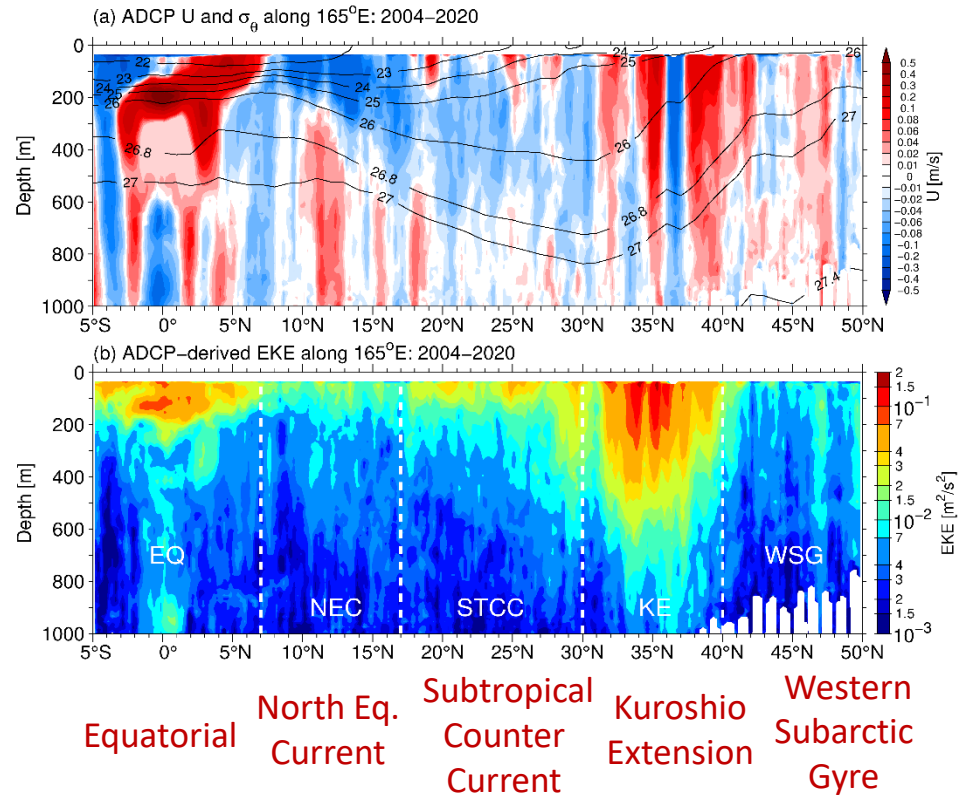 (a) ADCP U and σθ along 165°E: 2004−2020
0
200
400
600
800
1000
Depth [m]
22
23
24
25
26
26.8
27
23
24
25
26
26.8
27
24
25
26
26.8
27
26
27
27.4
5°S 0° 5°N 10°N 15°N 20°N 25°N 30°N 35°N 40°N 45°N 50°N
0.5
0.4
0.3
0.2
0.1
0.08
0.06
0.04
0.02
0.01
0
−0.01
−0.02
−0.04
−0.06
−0.08
−0.1
−0.2
−0.3
−0.4
−0.5
U [m/s]
(b) ADCP−derived EKE along 165°E: 2004−2020
0
200
400
600
800
1000
Depth [m]
EQ
NEC
STCC
KE
WSG
5°S 0° 5°N 10°N 15°N 20°N 25°N 30°N 35°N 40°N 45°N 50°N
2
1.5
10⁻¹
7
4
3
2
1.5
10⁻²
7
4
3
2
1.5
10⁻³
EKE [m²/s²]
Equatorial
North Eq.
Current
Subtropical
Counter
Current
Kuroshio
Extension
Western
Subarctic
Gyre